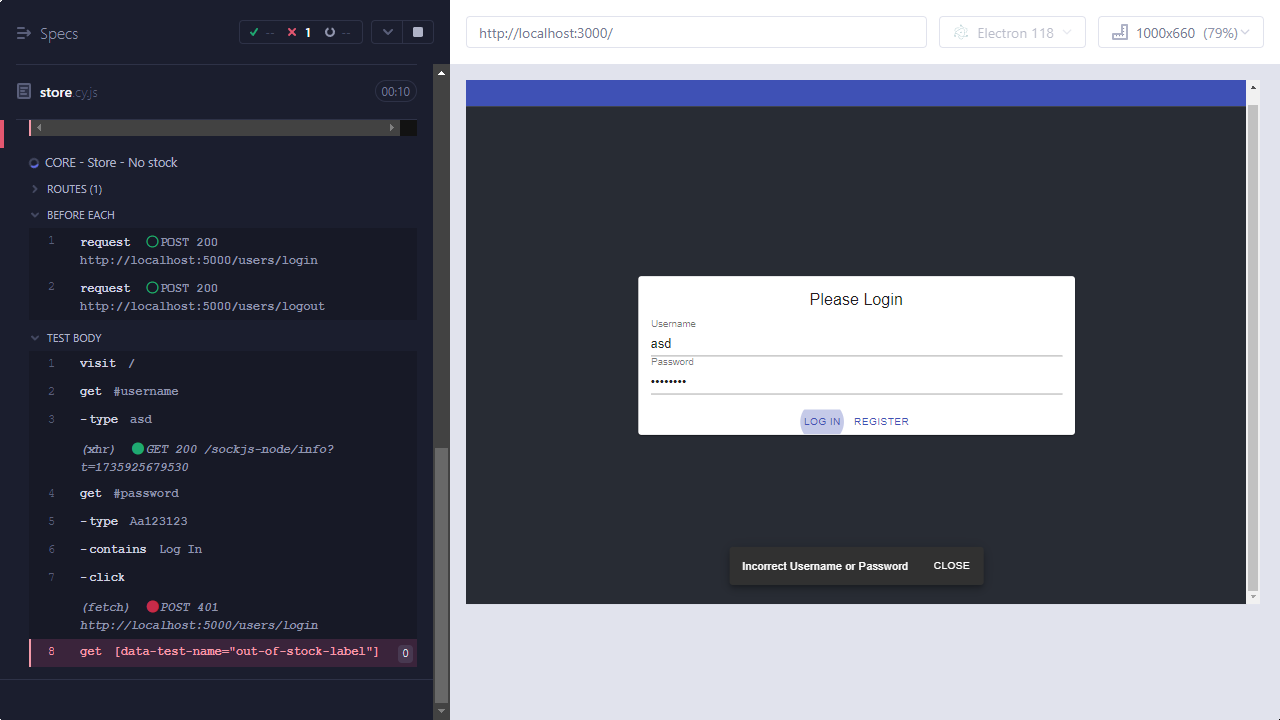 Specs
-- 1 --
store.cy.js 00:10
CORE - Store - No stock
ROUTES (1)
BEFORE EACH
1 request POST 200
http://localhost:5000/users/login
2 request POST 200
http://localhost:5000/users/logout
TEST BODY
1 visit /
2 get #username
3 -type asd
(xhr) GET 200 /sockjs-node/info?
t=1735925679530
4 get #password
5 -type Aa123123
6 -contains Log In
7 -click
(fetch) POST 401
http://localhost:5000/users/login
8 get [data-test-name="out-of-stock-label"] 0
http://localhost:3000/
Electron 118
1000x660 (79%)
Please Login
Username
asd
Password
••••••••
LOG IN REGISTER
Incorrect Username or Password CLOSE